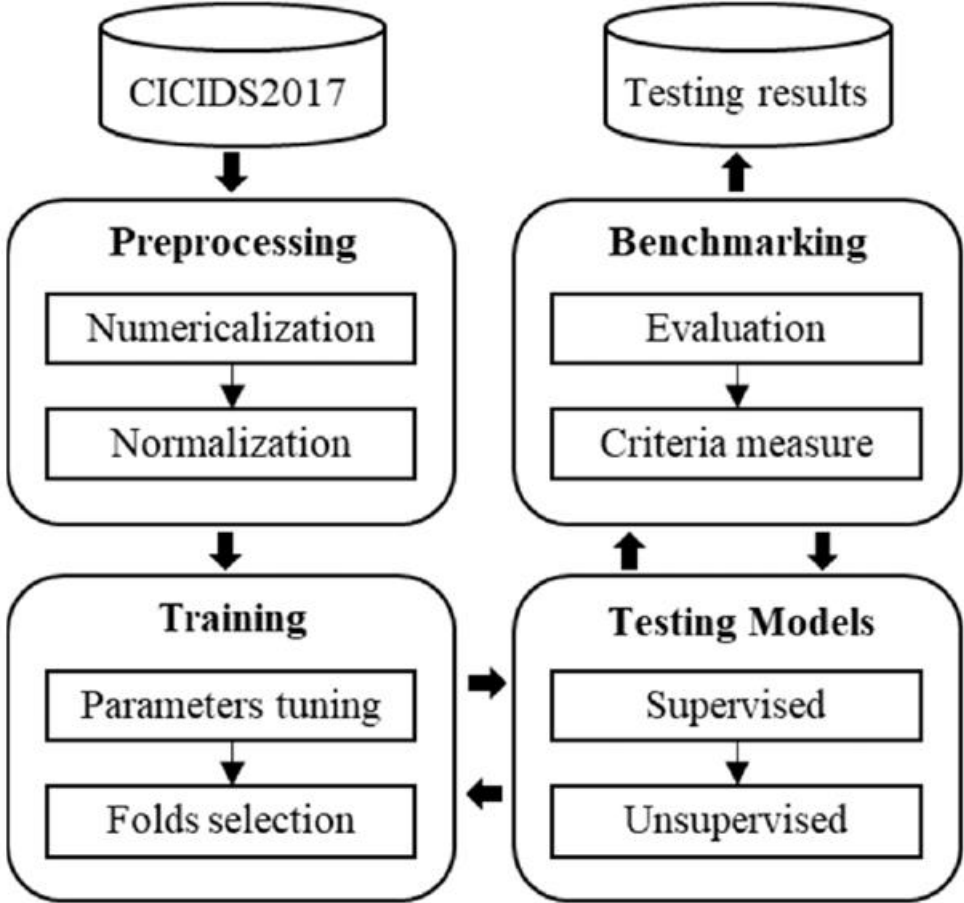 CICIDS2017
Testing results
Preprocessing
Numericalization
Normalization
Benchmarking
Evaluation
Criteria measure
Training
Parameters tuning
Folds selection
Testing Models
Supervised
Unsupervised